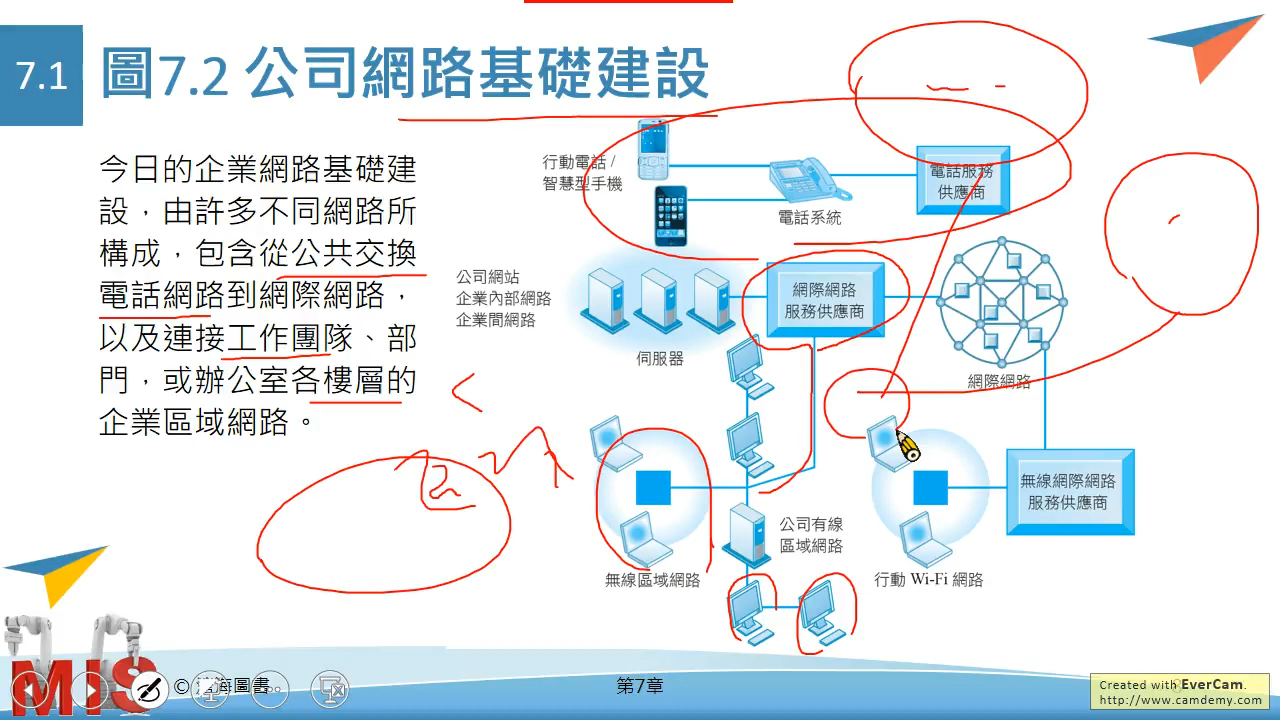 7.1
圖7.2 公司網路基礎建設
今日的企業網路基礎建
設，由許多不同網路所
構成，包含從公共交換
電話網路到網際網路，
以及連接工作團隊、部
門，或辦公室各樓層的
企業區域網路。
行動電話 /
智慧型手機
電話系統
電話服務
供應商
公司網站
企業內部網路
企業間網路
伺服器
網際網路
服務供應商
網際網路
無線區域網路
公司有線
區域網路
行動 Wi-Fi 網路
無線網際網路
服務供應商
MIS
© 滄海圖書
第7章
Created with EverCam.
http://www.camdemy.com